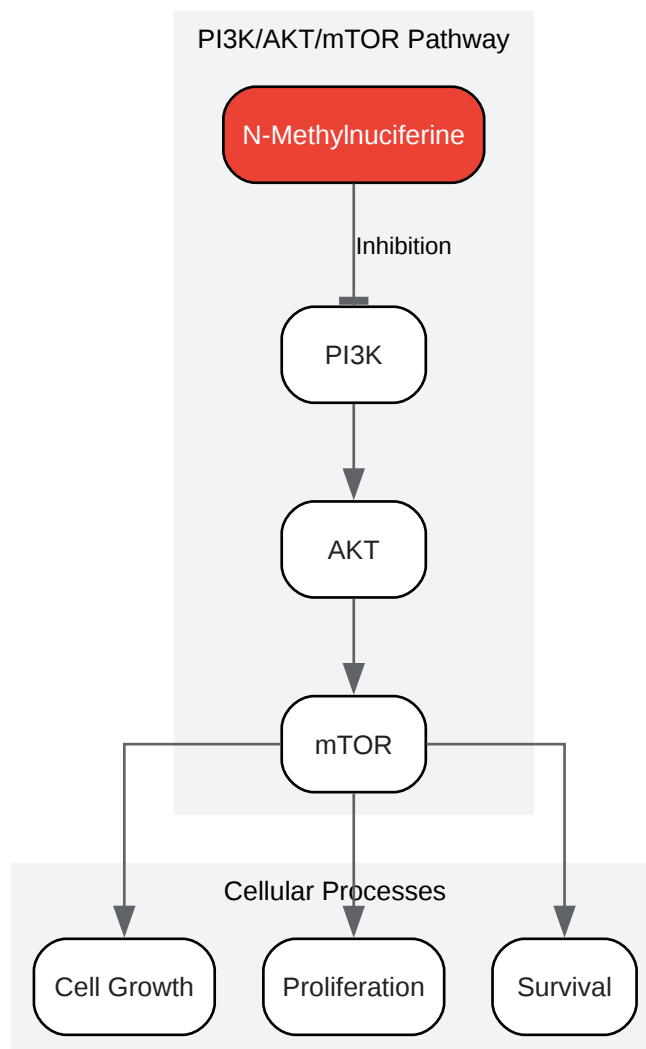 PI3K/AKT/mTOR Pathway
N-Methylnuciferine
Inhibition
PI3K
AKT
mTOR
Cellular Processes
Cell Growth
Proliferation
Survival